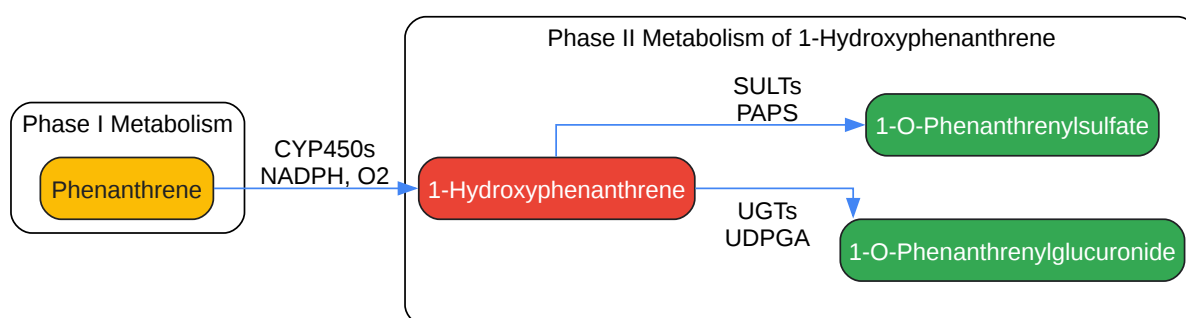 Phase II Metabolism of 1-Hydroxyphenanthrene
Phase I Metabolism
Phenanthrene
CYP450s
NADPH, O2
1-Hydroxyphenanthrene
SULTs
PAPS
1-O-Phenanthrenylsulfate
UGTs
UDPGA
1-O-Phenanthrenylglucuronide